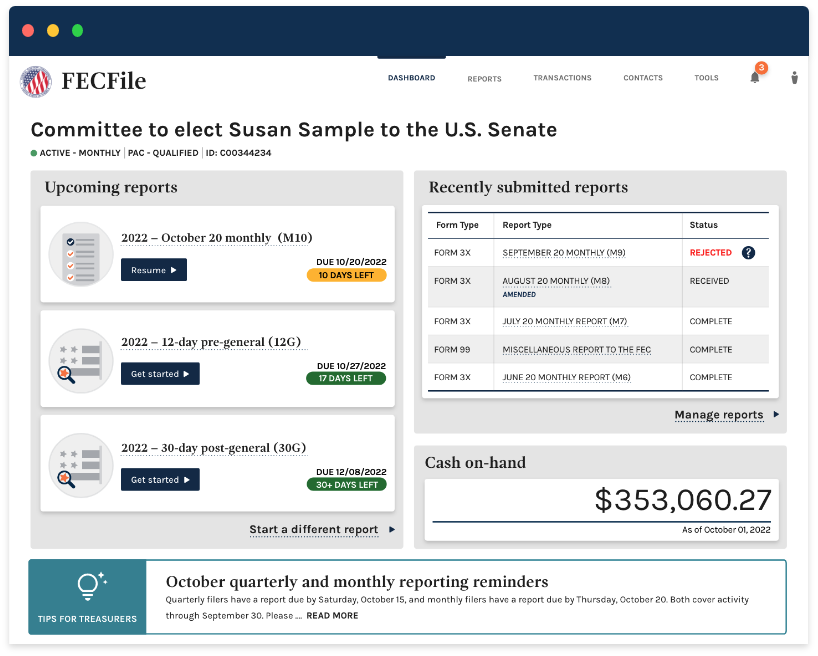 FECFile
DASHBOARD REPORTS TRANSACTIONS CONTACTS TOOLS 3
Committee to elect Susan Sample to the U.S. Senate
ACTIVE - MONTHLY | PAC - QUALIFIED | ID: C00344234
Upcoming reports
2022 – October 20 monthly (M10)
Resume
DUE 10/20/2022
10 DAYS LEFT
2022 – 12-day pre-general (12G)
Get started
DUE 10/27/2022
17 DAYS LEFT
2022 – 30-day post-general (30G)
Get started
DUE 12/08/2022
30+ DAYS LEFT
Start a different report
Recently submitted reports
Form Type Report Type Status
FORM 3X SEPTEMBER 20 MONTHLY (M9) REJECTED ?
FORM 3X AUGUST 20 MONTHLY (M8) RECEIVED
AMENDED
FORM 3X JULY 20 MONTHLY REPORT (M7) COMPLETE
FORM 99 MISCELLANEOUS REPORT TO THE FEC COMPLETE
FORM 3X JUNE 20 MONTHLY REPORT (M6) COMPLETE
Manage reports
Cash on-hand
$353,060.27
As of October 01, 2022
TIPS FOR TREASURERS
October quarterly and monthly reporting reminders
Quarterly filers have a report due by Saturday, October 15, and monthly filers have a report due by Thursday, October 20. Both cover activity
through September 30. Please .... READ MORE